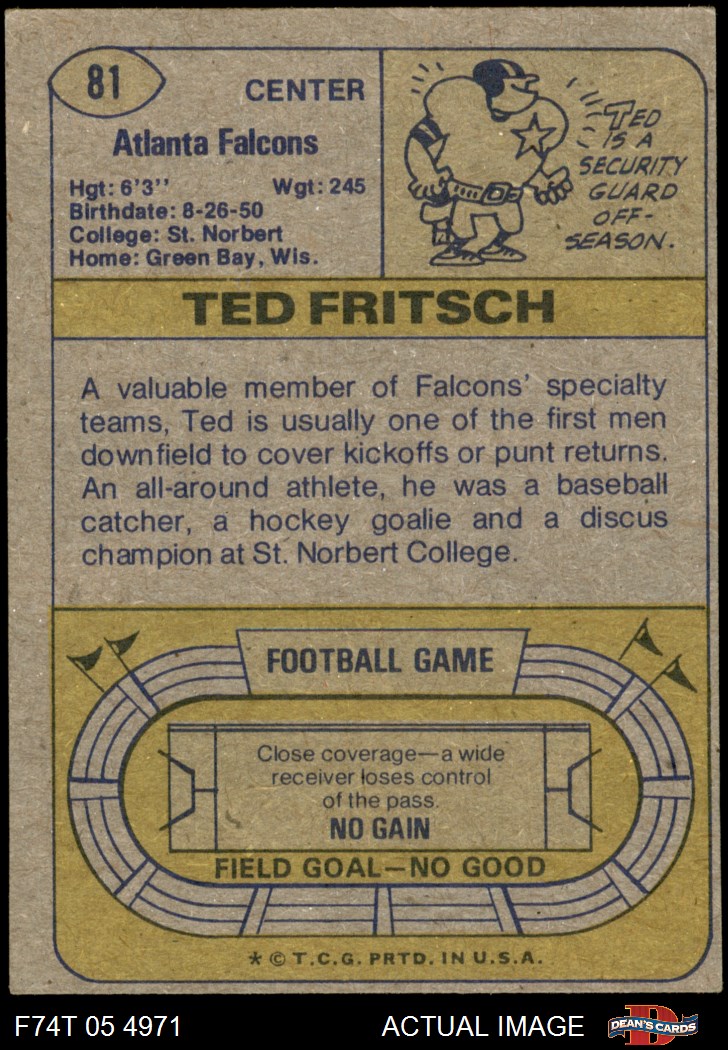 81
CENTER
Atlanta Falcons
Hgt: 6'3'' Wgt: 245
Birthdate: 8-26-50
College: St. Norbert
Home: Green Bay, Wis.
TED
IS A
SECURITY
GUARD
OFF-
SEASON.
TED FRITSCH
A valuable member of Falcons' specialty
teams, Ted is usually one of the first men
downfield to cover kickoffs or punt returns.
An all-around athlete, he was a baseball
catcher, a hockey goalie and a discus
champion at St. Norbert College.
FOOTBALL GAME
Close coverage—a wide
receiver loses control
of the pass.
NO GAIN
FIELD GOAL—NO GOOD
* © T.C.G. PRTD. IN U.S.A.
F74T 05 4971 ACTUAL IMAGE D DEAN'S CARDS